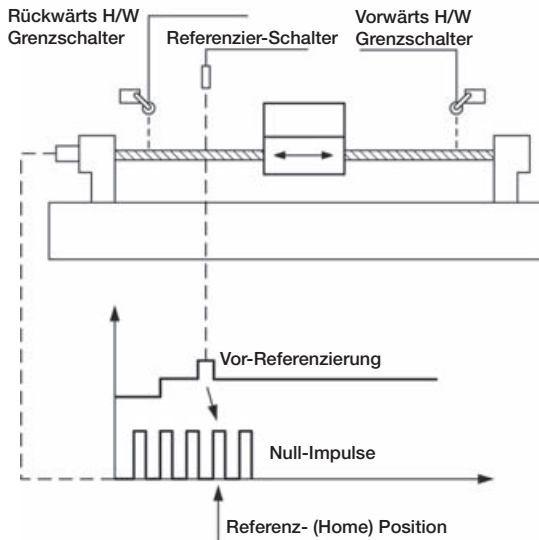 Rückwärts H/W
Grenzschalter
Referenzier-Schalter
Vorwärts H/W
Grenzschalter
Vor-Referenzierung
Null-Impulse
Referenz- (Home) Position